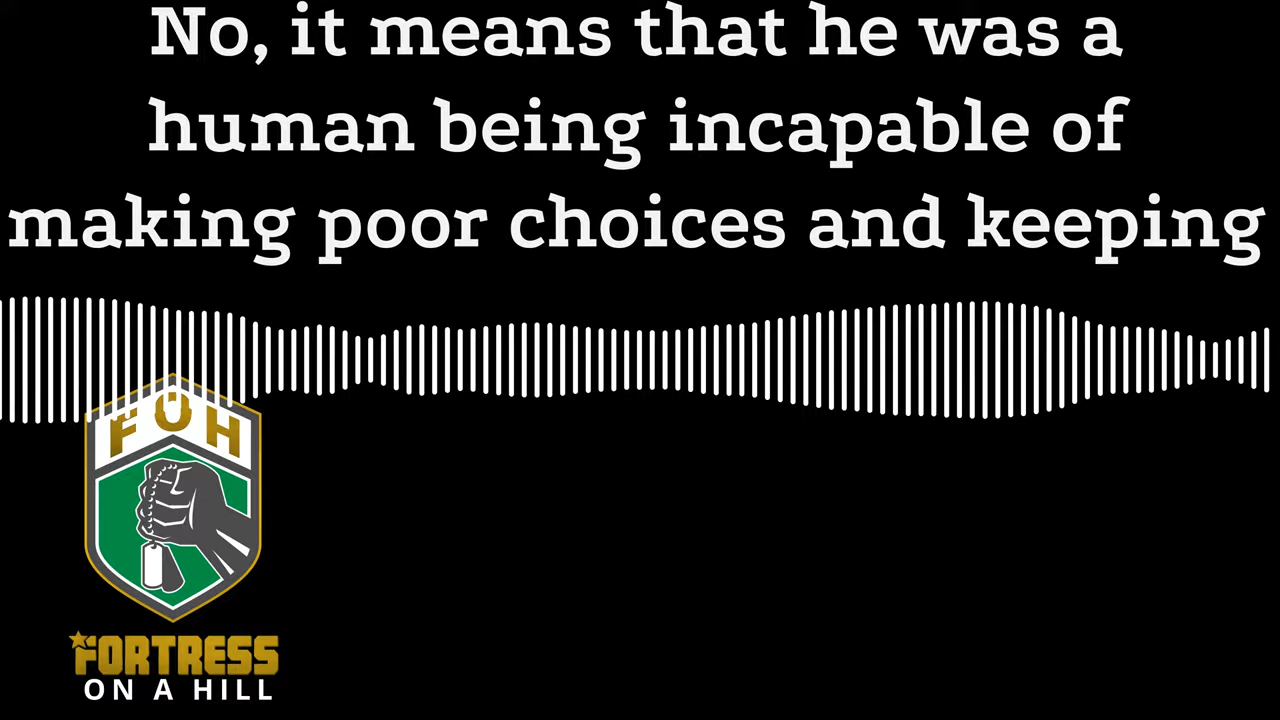 No, it means that he was a
human being incapable of
making poor choices and keeping
FOH
FORTRESS
ON A HILL